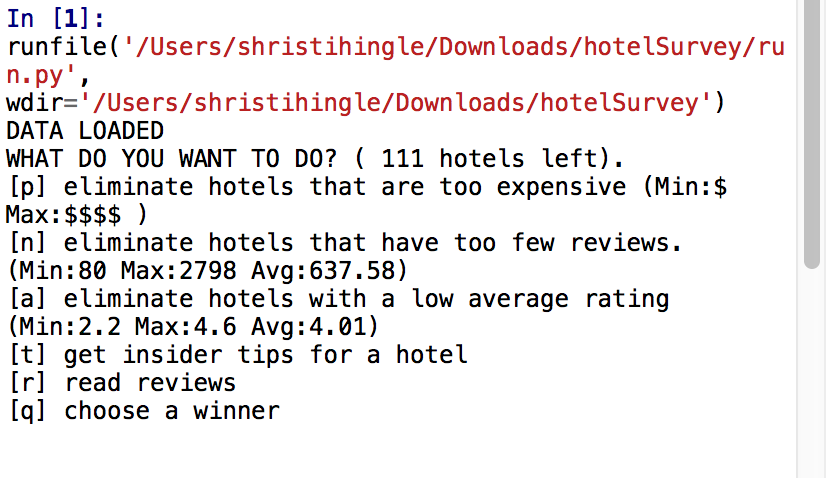 In [1]:
runfile('/Users/shristihingle/Downloads/hotelSurvey/ru
n.py',
wdir='/Users/shristihingle/Downloads/hotelSurvey')
DATA LOADED
WHAT DO YOU WANT TO DO? ( 111 hotels left).
[p] eliminate hotels that are too expensive (Min:$
Max:$$$$ )
[n] eliminate hotels that have too few reviews.
(Min:80 Max:2798 Avg:637.58)
[a] eliminate hotels with a low average rating
(Min:2.2 Max:4.6 Avg:4.01)
[t] get insider tips for a hotel
[r] read reviews
[q] choose a winner